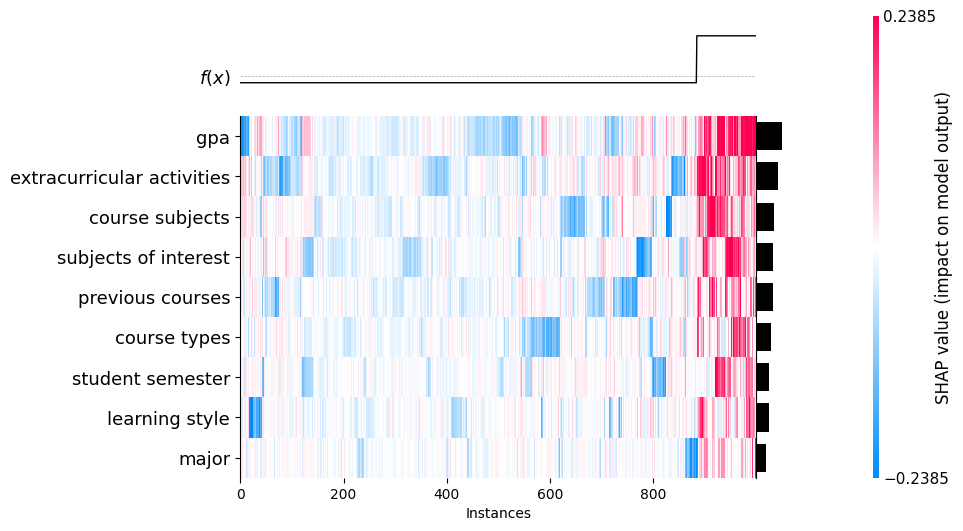 0.2385
f(x)
gpa
extracurricular activities
course subjects
subjects of interest
previous courses
course types
student semester
learning style
major
0 200 400 600 800
Instances
−0.2385
SHAP value (impact on model output)